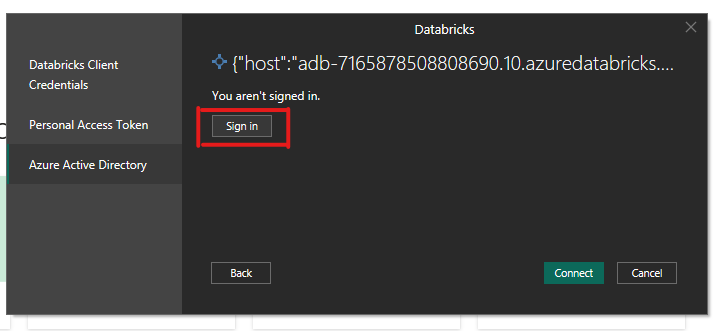 Databricks
Databricks Client
Credentials
Personal Access Token
Azure Active Directory
{"host":"adb-7165878508808690.10.azuredatabricks....
You aren't signed in.
Sign in
Back
Connect
Cancel